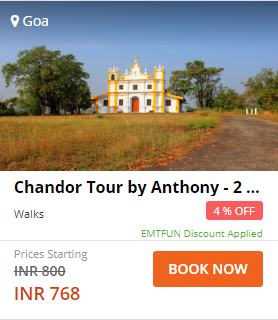 Goa
Chandor Tour by Anthony - 2 ...
Walks
4 % OFF
EMTFUN Discount Applied
Prices Starting
INR 800
INR 768
BOOK NOW